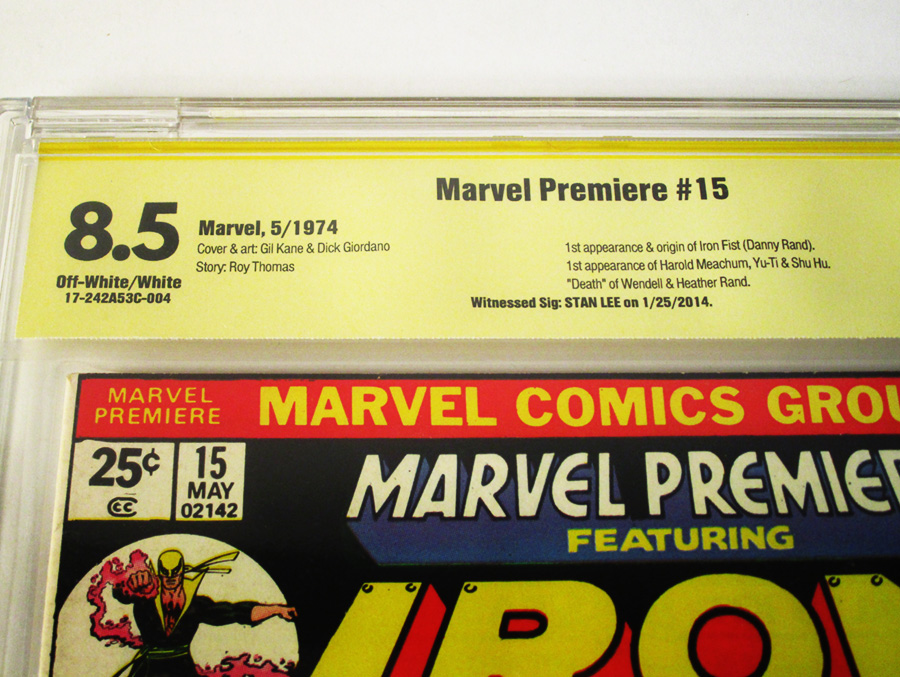 Marvel Premiere #15
8.5
Off-White/White
17-242A53C-004
Marvel, 5/1974
Cover & art: Gil Kane & Dick Giordano
Story: Roy Thomas
1st appearance & origin of Iron Fist (Danny Rand).
1st appearance of Harold Meachum, Yu-Ti & Shu Hu.
"Death" of Wendell & Heather Rand.
Witnessed Sig: STAN LEE on 1/25/2014.
MARVEL
PREMIERE
MARVEL COMICS GROU
25¢
CC
15
MAY
02142
MARVEL PREMIER
FEATURING
IRON